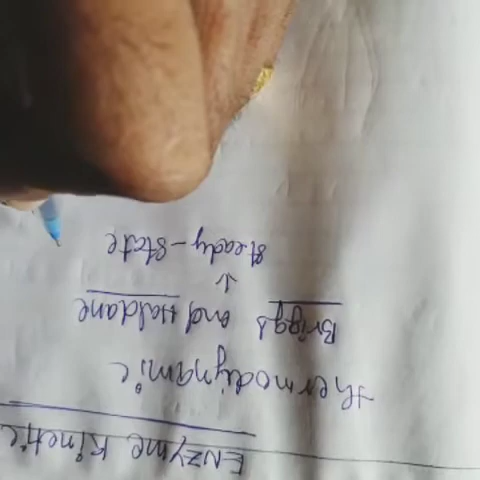 ENZYME Kinetic
thermodynamic
Briggs and Haldane
↓
steady-state